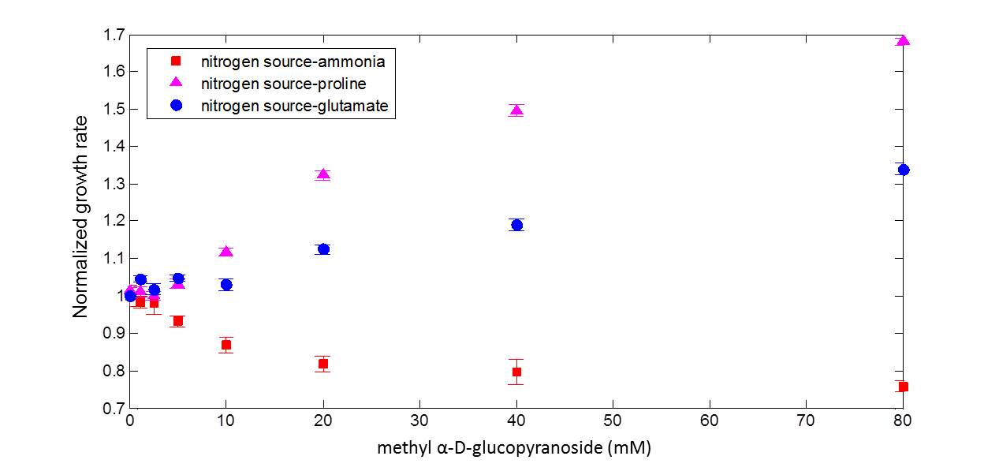 1.7
1.6
1.5
1.4
1.3
1.2
1.1
1
0.9
0.8
0.7
Normalized growth rate
nitrogen source-ammonia
nitrogen source-proline
nitrogen source-glutamate
0 10 20 30 40 50 60 70 80
methyl α-D-glucopyranoside (mM)